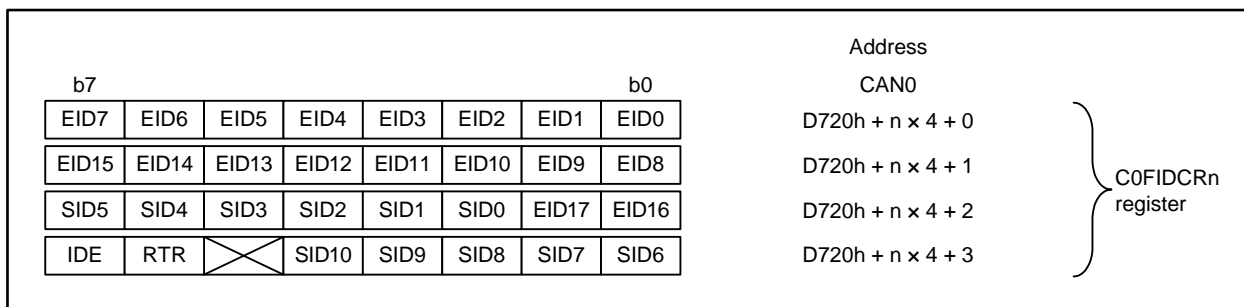 Address
b7 b0 CAN0
EID7 EID6 EID5 EID4 EID3 EID2 EID1 EID0 D720h + n × 4 + 0
EID15 EID14 EID13 EID12 EID11 EID10 EID9 EID8 D720h + n × 4 + 1
SID5 SID4 SID3 SID2 SID1 SID0 EID17 EID16 D720h + n × 4 + 2
IDE RTR SID10 SID9 SID8 SID7 SID6 D720h + n × 4 + 3
C0FIDCRn
register